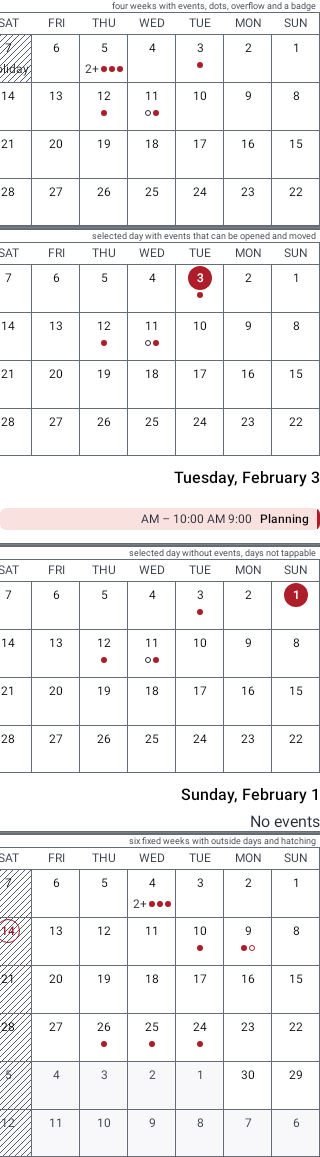 four weeks with events, dots, overflow and a badge
SAT FRI THU WED TUE MON SUN
7 6 5 4 3 2 1
oliday 2+
14 13 12 11 10 9 8
21 20 19 18 17 16 15
28 27 26 25 24 23 22
selected day with events that can be opened and moved
SAT FRI THU WED TUE MON SUN
7 6 5 4 3 2 1
14 13 12 11 10 9 8
21 20 19 18 17 16 15
28 27 26 25 24 23 22
Tuesday, February 3
AM – 10:00 AM 9:00 Planning
selected day without events, days not tappable
SAT FRI THU WED TUE MON SUN
7 6 5 4 3 2 1
14 13 12 11 10 9 8
21 20 19 18 17 16 15
28 27 26 25 24 23 22
Sunday, February 1
No events
six fixed weeks with outside days and hatching
SAT FRI THU WED TUE MON SUN
7 6 5 4 3 2 1
2+
14 13 12 11 10 9 8
21 20 19 18 17 16 15
28 27 26 25 24 23 22
5 4 3 2 1 30 29
12 11 10 9 8 7 6